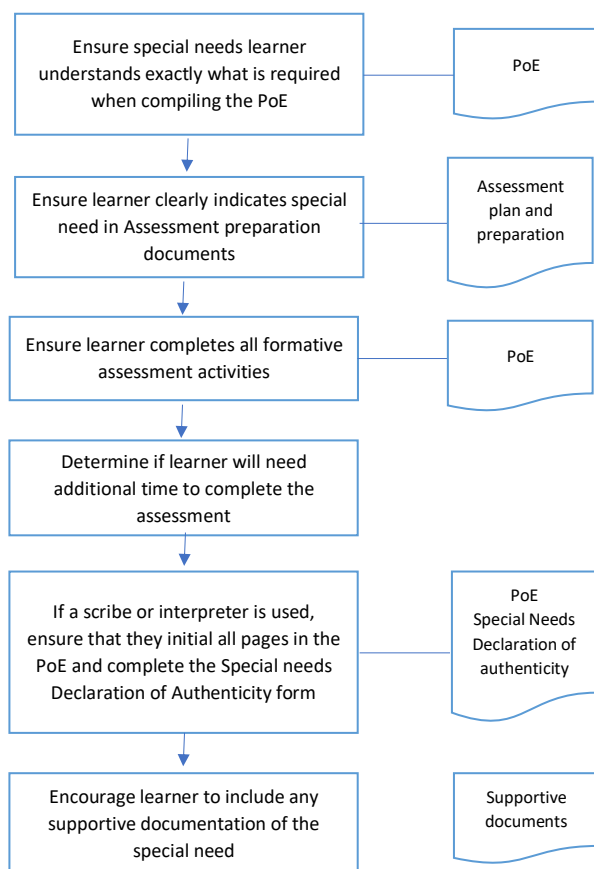 Ensure special needs learner
understands exactly what is required
when compiling the PoE
PoE
Ensure learner clearly indicates special
need in Assessment preparation
documents
Assessment
plan and
preparation
Ensure learner completes all formative
assessment activities
PoE
Determine if learner will need
additional time to complete the
assessment
If a scribe or interpreter is used,
ensure that they initial all pages in the
PoE and complete the Special needs
Declaration of Authenticity form
PoE
Special Needs
Declaration of
authenticity
Encourage learner to include any
supportive documentation of the
special need
Supportive
documents